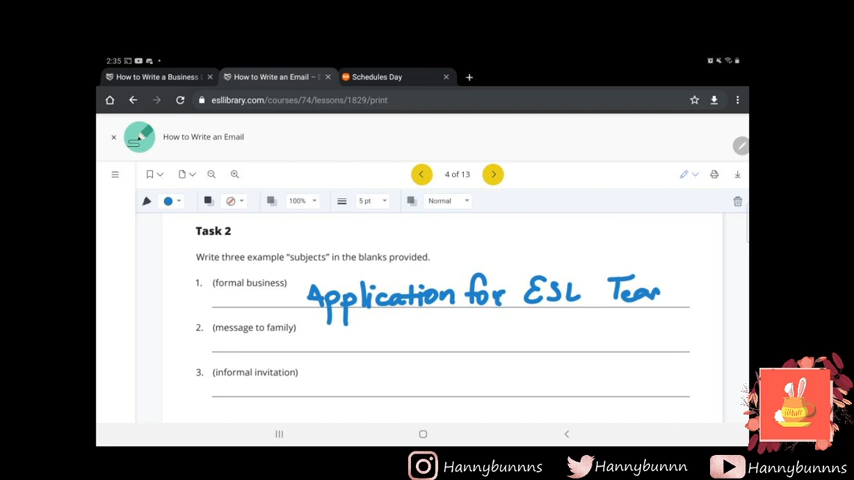 2:35
How to Write a Business L
How to Write an Email – E
Schedules Day
esllibrary.com/courses/74/lessons/1829/print
How to Write an Email
4 of 13
100%
5 pt
Normal
Task 2
Write three example “subjects” in the blanks provided.
1. (formal business) Application for ESL Tear
2. (message to family)
3. (informal invitation)
Hannybunnns
Hannybunnn
Hannybunnns